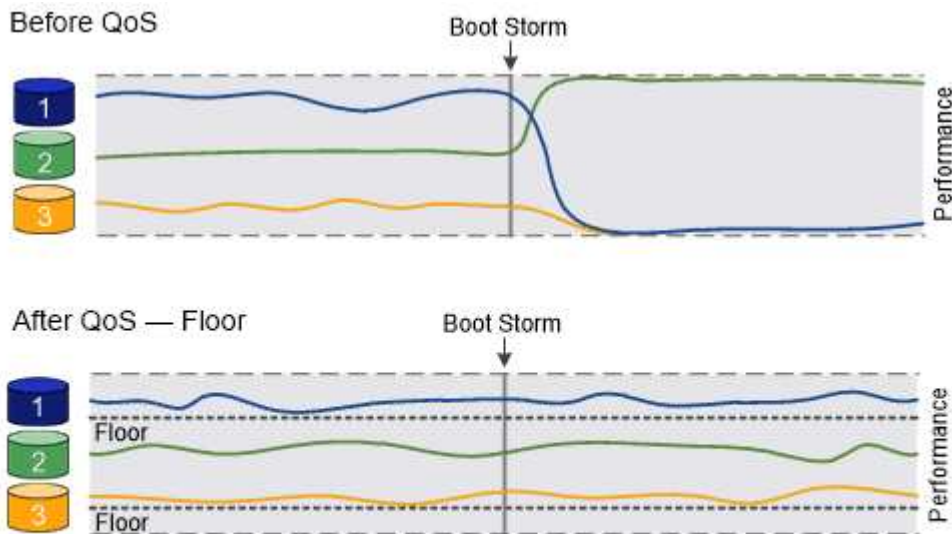 Before QoS
Boot Storm
1
2
3
Performance
After QoS — Floor
Boot Storm
1
Floor
2
3
Floor
Performance